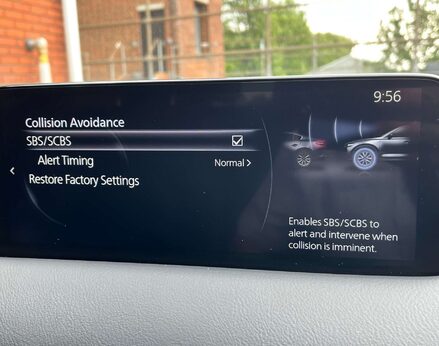 9:56
Collision Avoidance
SBS/SCBS
Alert Timing Normal
Restore Factory Settings
Enables SBS/SCBS to
alert and intervene when
collision is imminent.